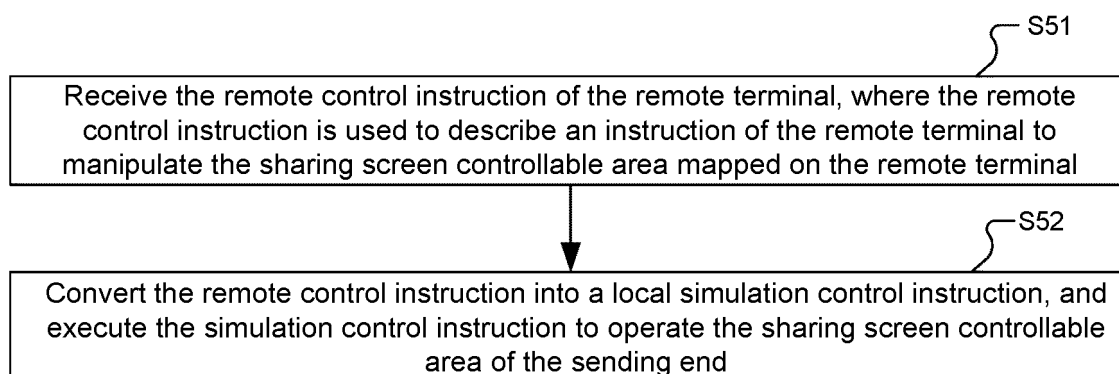 S51
Receive the remote control instruction of the remote terminal, where the remote
control instruction is used to describe an instruction of the remote terminal to
manipulate the sharing screen controllable area mapped on the remote terminal
S52
Convert the remote control instruction into a local simulation control instruction, and
execute the simulation control instruction to operate the sharing screen controllable
area of the sending end